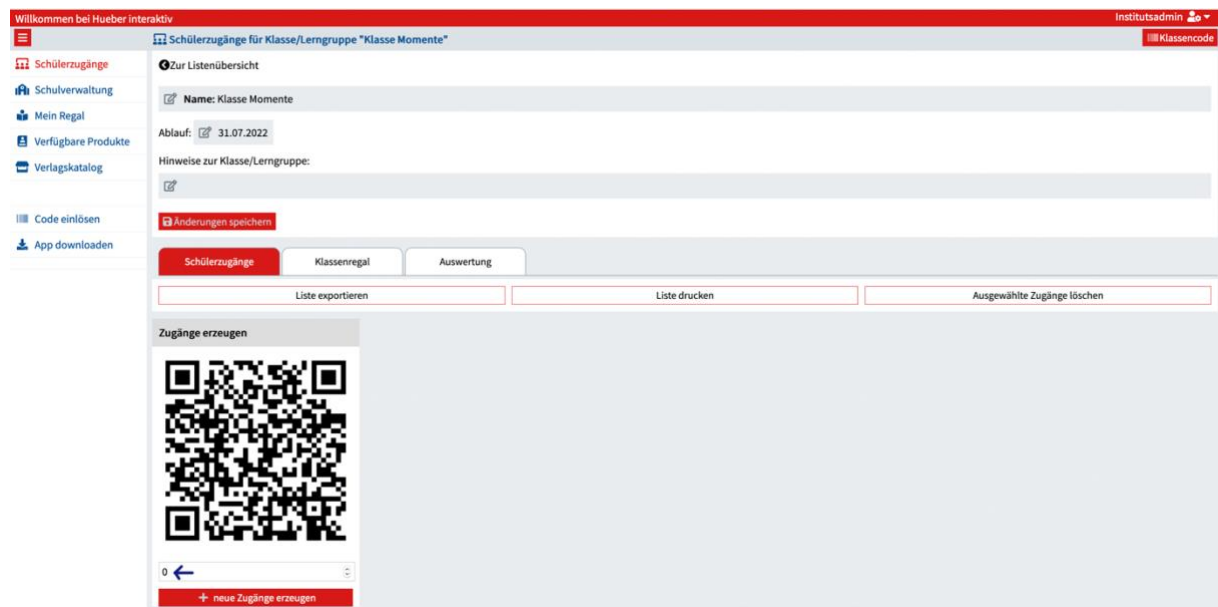 Willkommen bei Hueber interaktiv
Institutsadmin
Schülerzugänge für Klasse/Lerngruppe "Klasse Momente"
Klassencode
Schülerzugänge
Schulverwaltung
Mein Regal
Verfügbare Produkte
Verlagskatalog
Code einlösen
App downloaden
Zur Listenübersicht
Name: Klasse Momente
Ablauf: 31.07.2022
Hinweise zur Klasse/Lerngruppe:
Änderungen speichern
Schülerzugänge
Klassenregal
Auswertung
Liste exportieren
Liste drucken
Ausgewählte Zugänge löschen
Zugänge erzeugen
0
+ neue Zugänge erzeugen